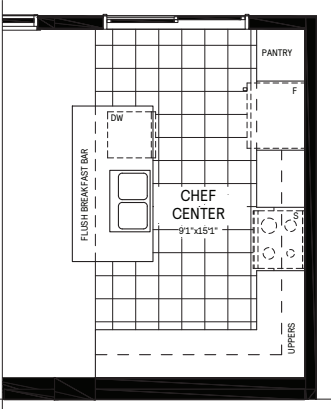 PANTRY
F
DW
FLUSH BREAKFAST BAR
CHEF
CENTER
9'1"x15'1"
S
UPPERS